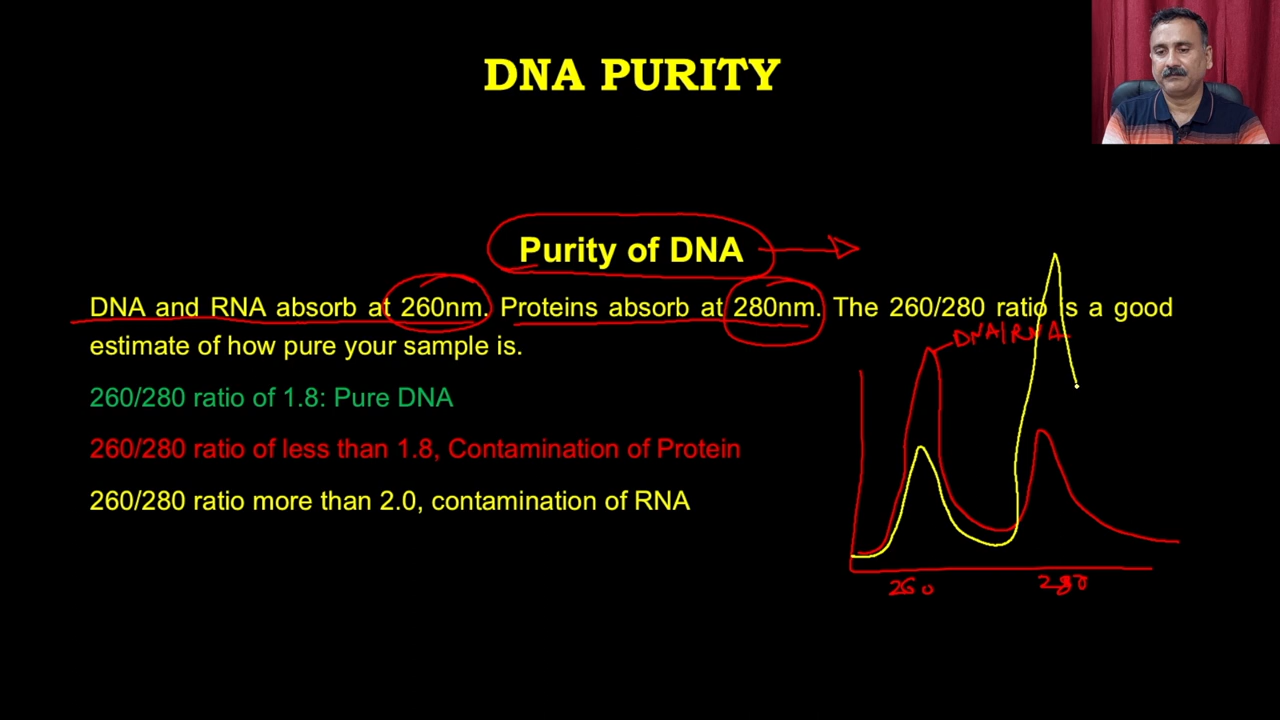 DNA PURITY
Purity of DNA
DNA and RNA absorb at 260nm. Proteins absorb at 280nm. The 260/280 ratio is a good
estimate of how pure your sample is.
260/280 ratio of 1.8: Pure DNA
260/280 ratio of less than 1.8, Contamination of Protein
260/280 ratio more than 2.0, contamination of RNA
DNA/RNA
260
280